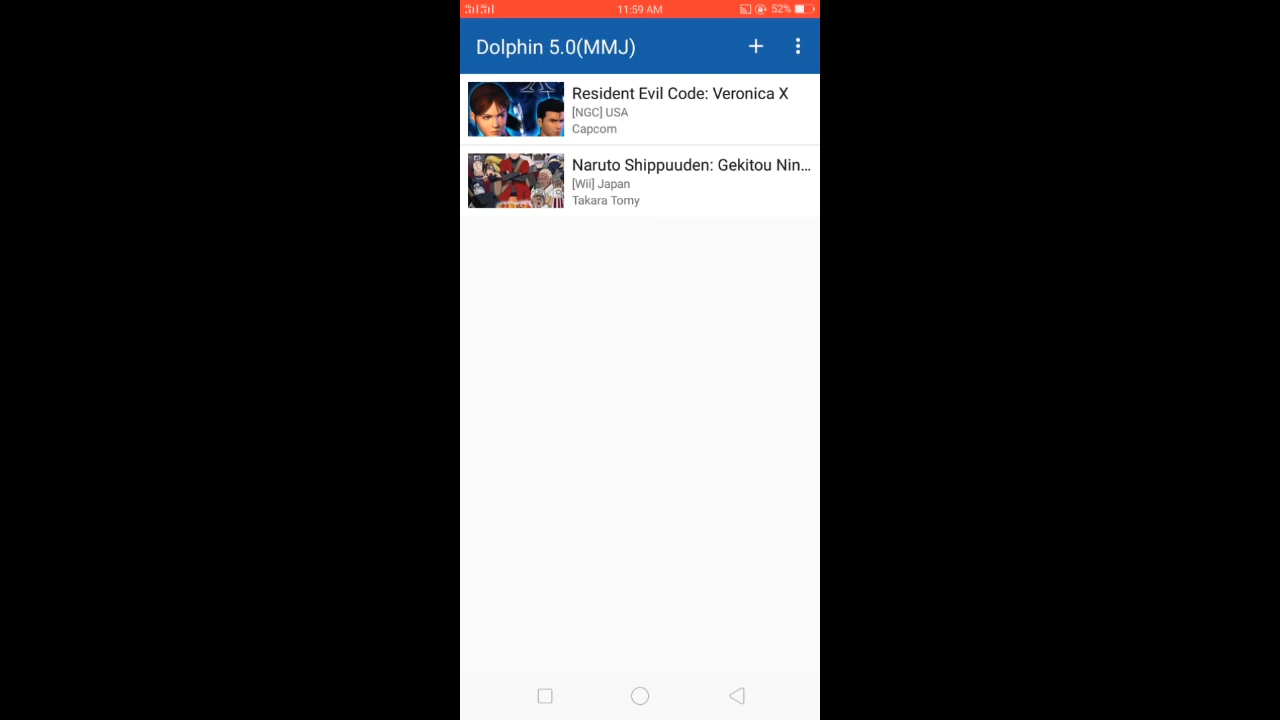 11:59 AM
52%
Dolphin 5.0(MMJ)
Resident Evil Code: Veronica X
[NGC] USA
Capcom
Naruto Shippuuden: Gekitou Nin…
[Wii] Japan
Takara Tomy